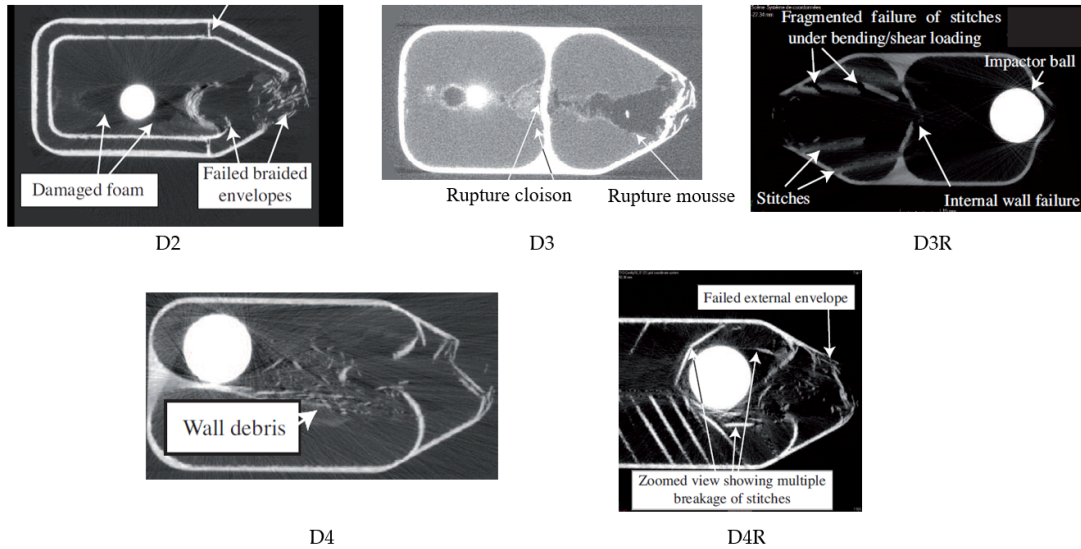 Damaged foam
Failed braided
envelopes
D2
Rupture cloison
Rupture mousse
D3
Fragmented failure of stitches
under bending/shear loading
Impactor ball
Stitches
Internal wall failure
D3R
Wall debris
D4
Failed external envelope
Zoomed view showing multiple
breakage of stitches
D4R